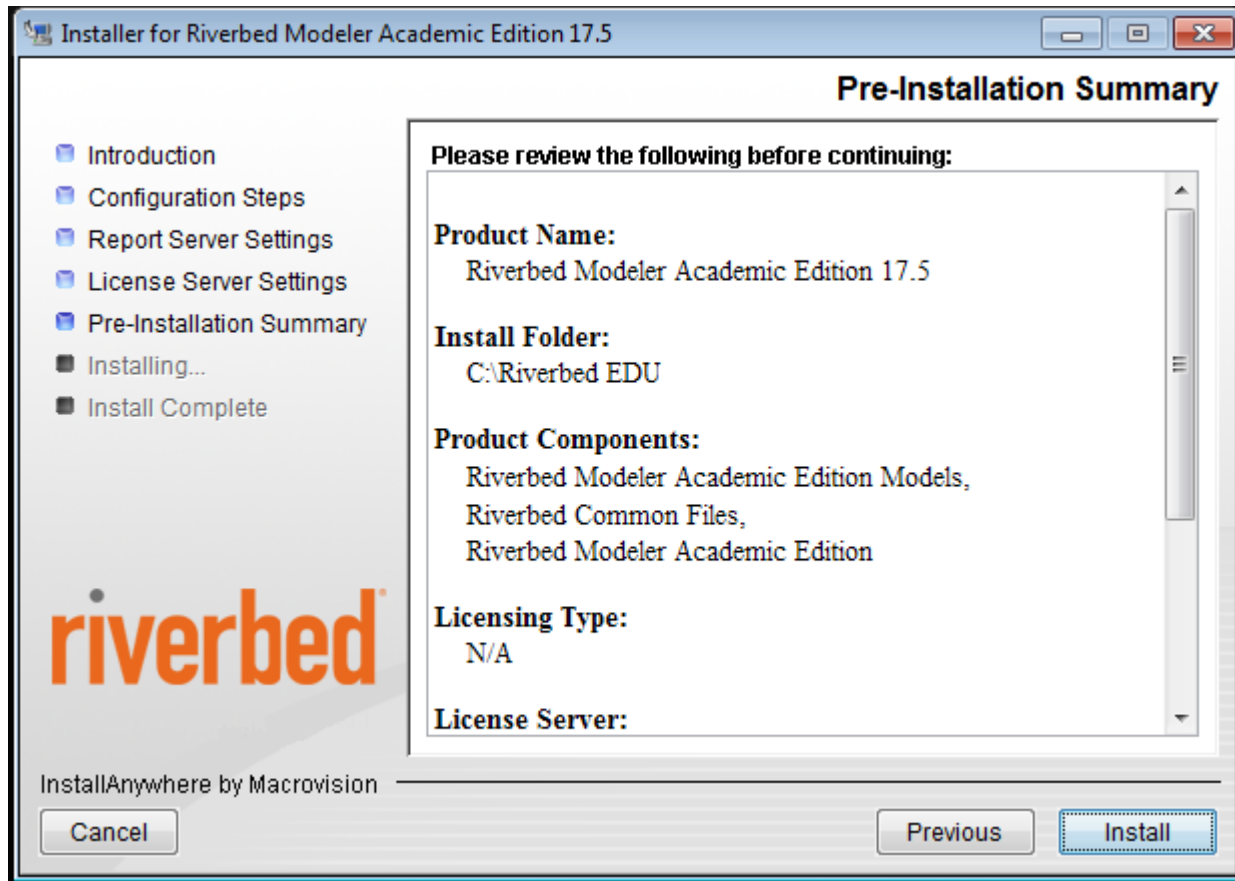 Installer for Riverbed Modeler Academic Edition 17.5
Pre-Installation Summary
Introduction
Configuration Steps
Report Server Settings
License Server Settings
Pre-Installation Summary
Installing...
Install Complete
riverbed
Please review the following before continuing:
Product Name:
Riverbed Modeler Academic Edition 17.5
Install Folder:
C:\Riverbed EDU
Product Components:
Riverbed Modeler Academic Edition Models,
Riverbed Common Files,
Riverbed Modeler Academic Edition
Licensing Type:
N/A
License Server:
InstallAnywhere by Macrovision
Cancel
Previous
Install